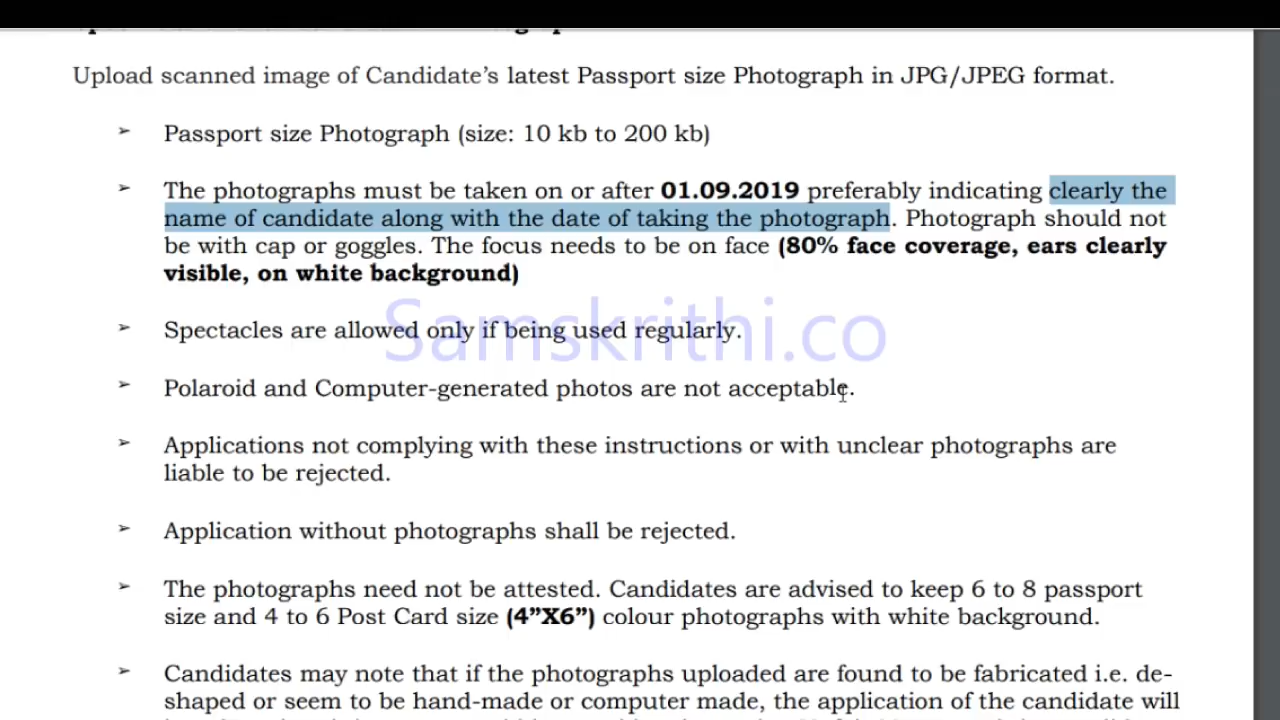 Upload scanned image of Candidate’s latest Passport size Photograph in JPG/JPEG format.
➢ Passport size Photograph (size: 10 kb to 200 kb)
➢ The photographs must be taken on or after 01.09.2019 preferably indicating clearly the
name of candidate along with the date of taking the photograph. Photograph should not
be with cap or goggles. The focus needs to be on face (80% face coverage, ears clearly
visible, on white background)
➢ Spectacles are allowed only if being used regularly.
Samskrithi.co
➢ Polaroid and Computer-generated photos are not acceptable.
➢ Applications not complying with these instructions or with unclear photographs are
liable to be rejected.
➢ Application without photographs shall be rejected.
➢ The photographs need not be attested. Candidates are advised to keep 6 to 8 passport
size and 4 to 6 Post Card size (4”X6”) colour photographs with white background.
➢ Candidates may note that if the photographs uploaded are found to be fabricated i.e. de-
shaped or seem to be hand-made or computer made, the application of the candidate will